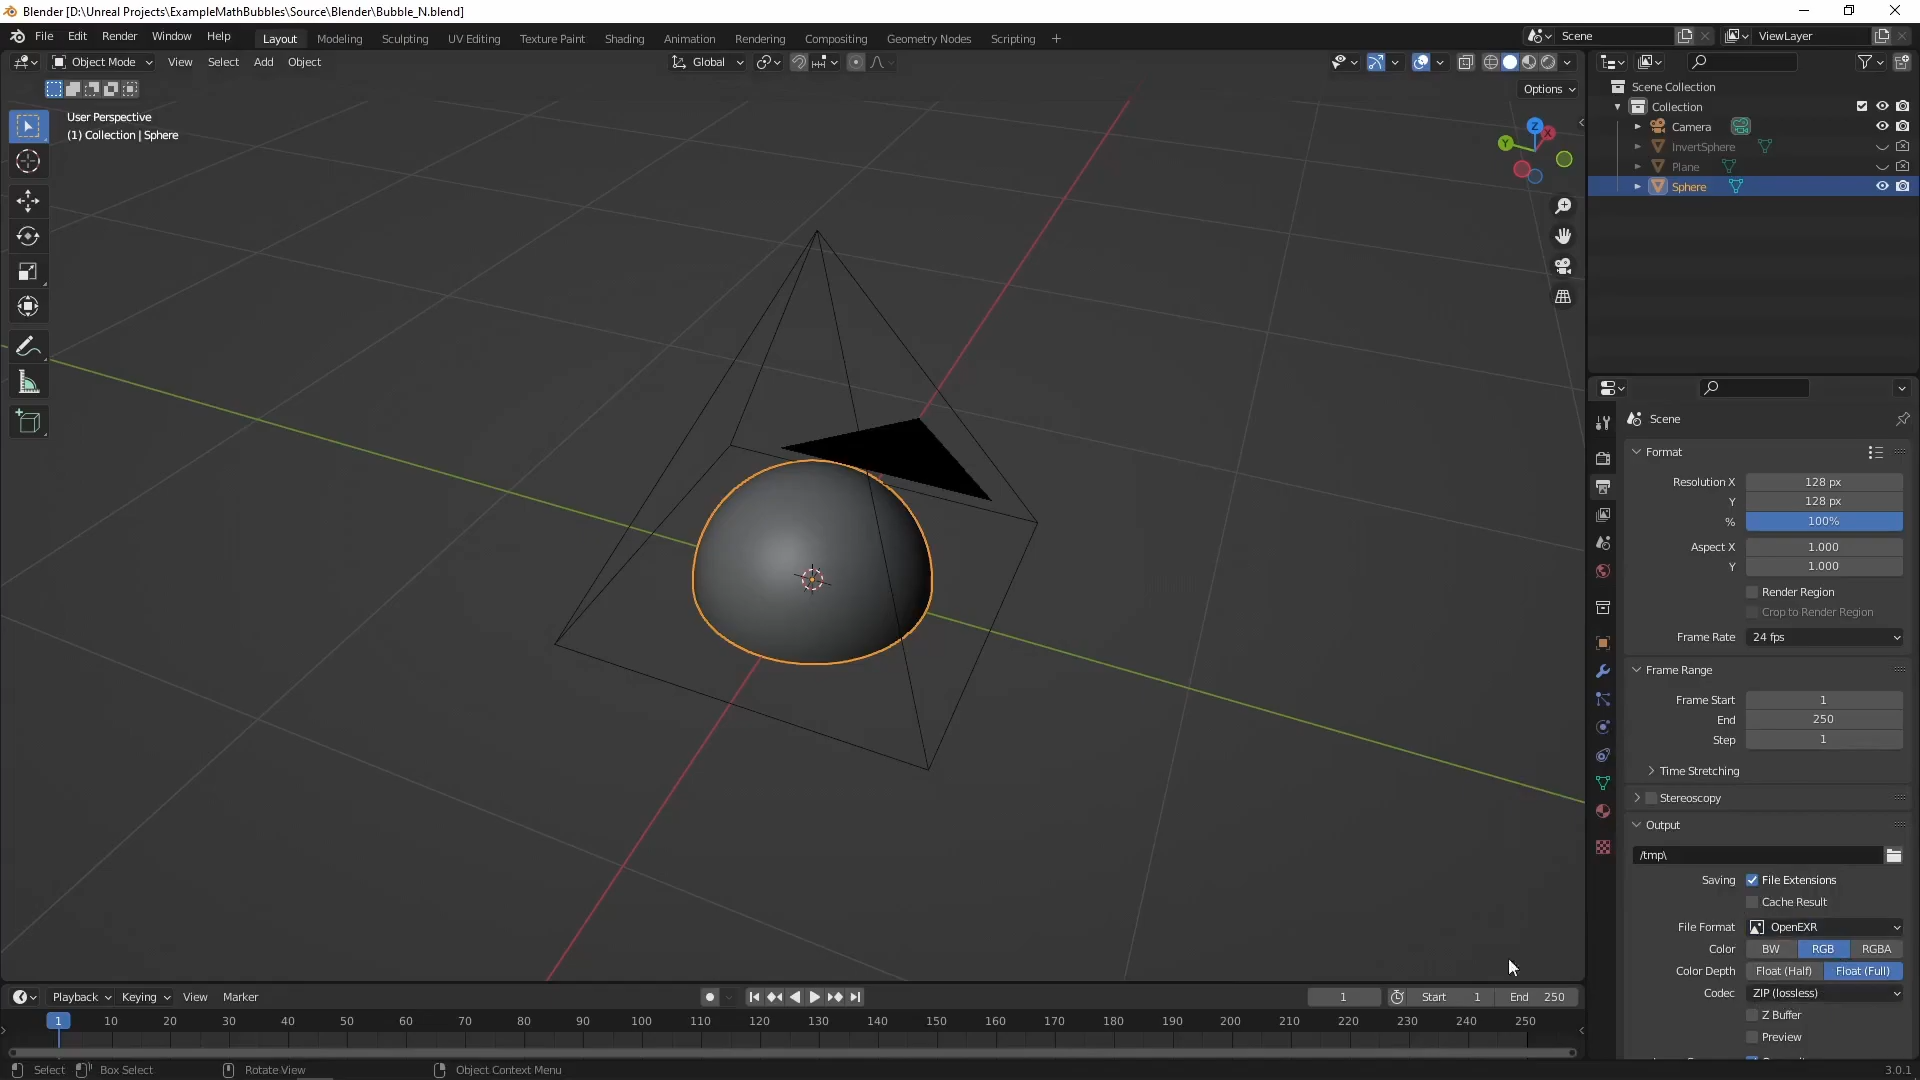 Blender [D:\Unreal Projects\ExampleMathBubbles\Source\Blender\Bubble_N.blend]
File Edit Render Window Help Layout Modeling Sculpting UV Editing Texture Paint Shading Animation Rendering Compositing Geometry Nodes Scripting + Scene ViewLayer
Object Mode View Select Add Object Global
Options
User Perspective
(1) Collection | Sphere
Z
X
Y
Scene Collection
Collection
Camera
InvertSphere
Plane
Sphere
Scene
Format
Resolution X 128 px
Y 128 px
% 100%
Aspect X 1.000
Y 1.000
Render Region
Crop to Render Region
Frame Rate 24 fps
Frame Range
Frame Start 1
End 250
Step 1
Time Stretching
Stereoscopy
Output
/tmp\
Saving File Extensions
Cache Result
File Format OpenEXR
Color BW RGB RGBA
Color Depth Float (Half) Float (Full)
Codec ZIP (lossless)
Z Buffer
Preview
Playback Keying View Marker 1 Start 1 End 250
1 10 20 30 40 50 60 70 80 90 100 110 120 130 140 150 160 170 180 190 200 210 220 230 240 250
Select Box Select Rotate View Object Context Menu 3.0.1